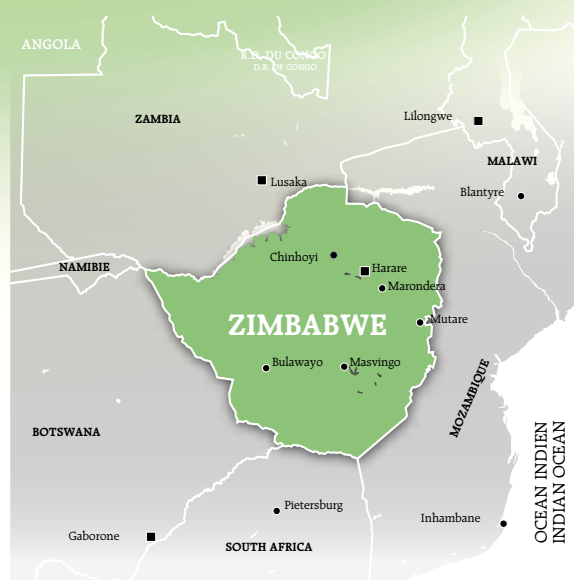 ANGOLA
R.D. DU CONGO
D.R. OF CONGO
ZAMBIA
Lilongwe
MALAWI
Lusaka
Blantyre
Chinhoyi
NAMIBIE
Harare
Marondera
ZIMBABWE
Mutare
Bulawayo
Masvingo
MOZAMBIQUE
BOTSWANA
OCEAN INDIEN
INDIAN OCEAN
Pietersburg
Inhambane
Gaborone
SOUTH AFRICA